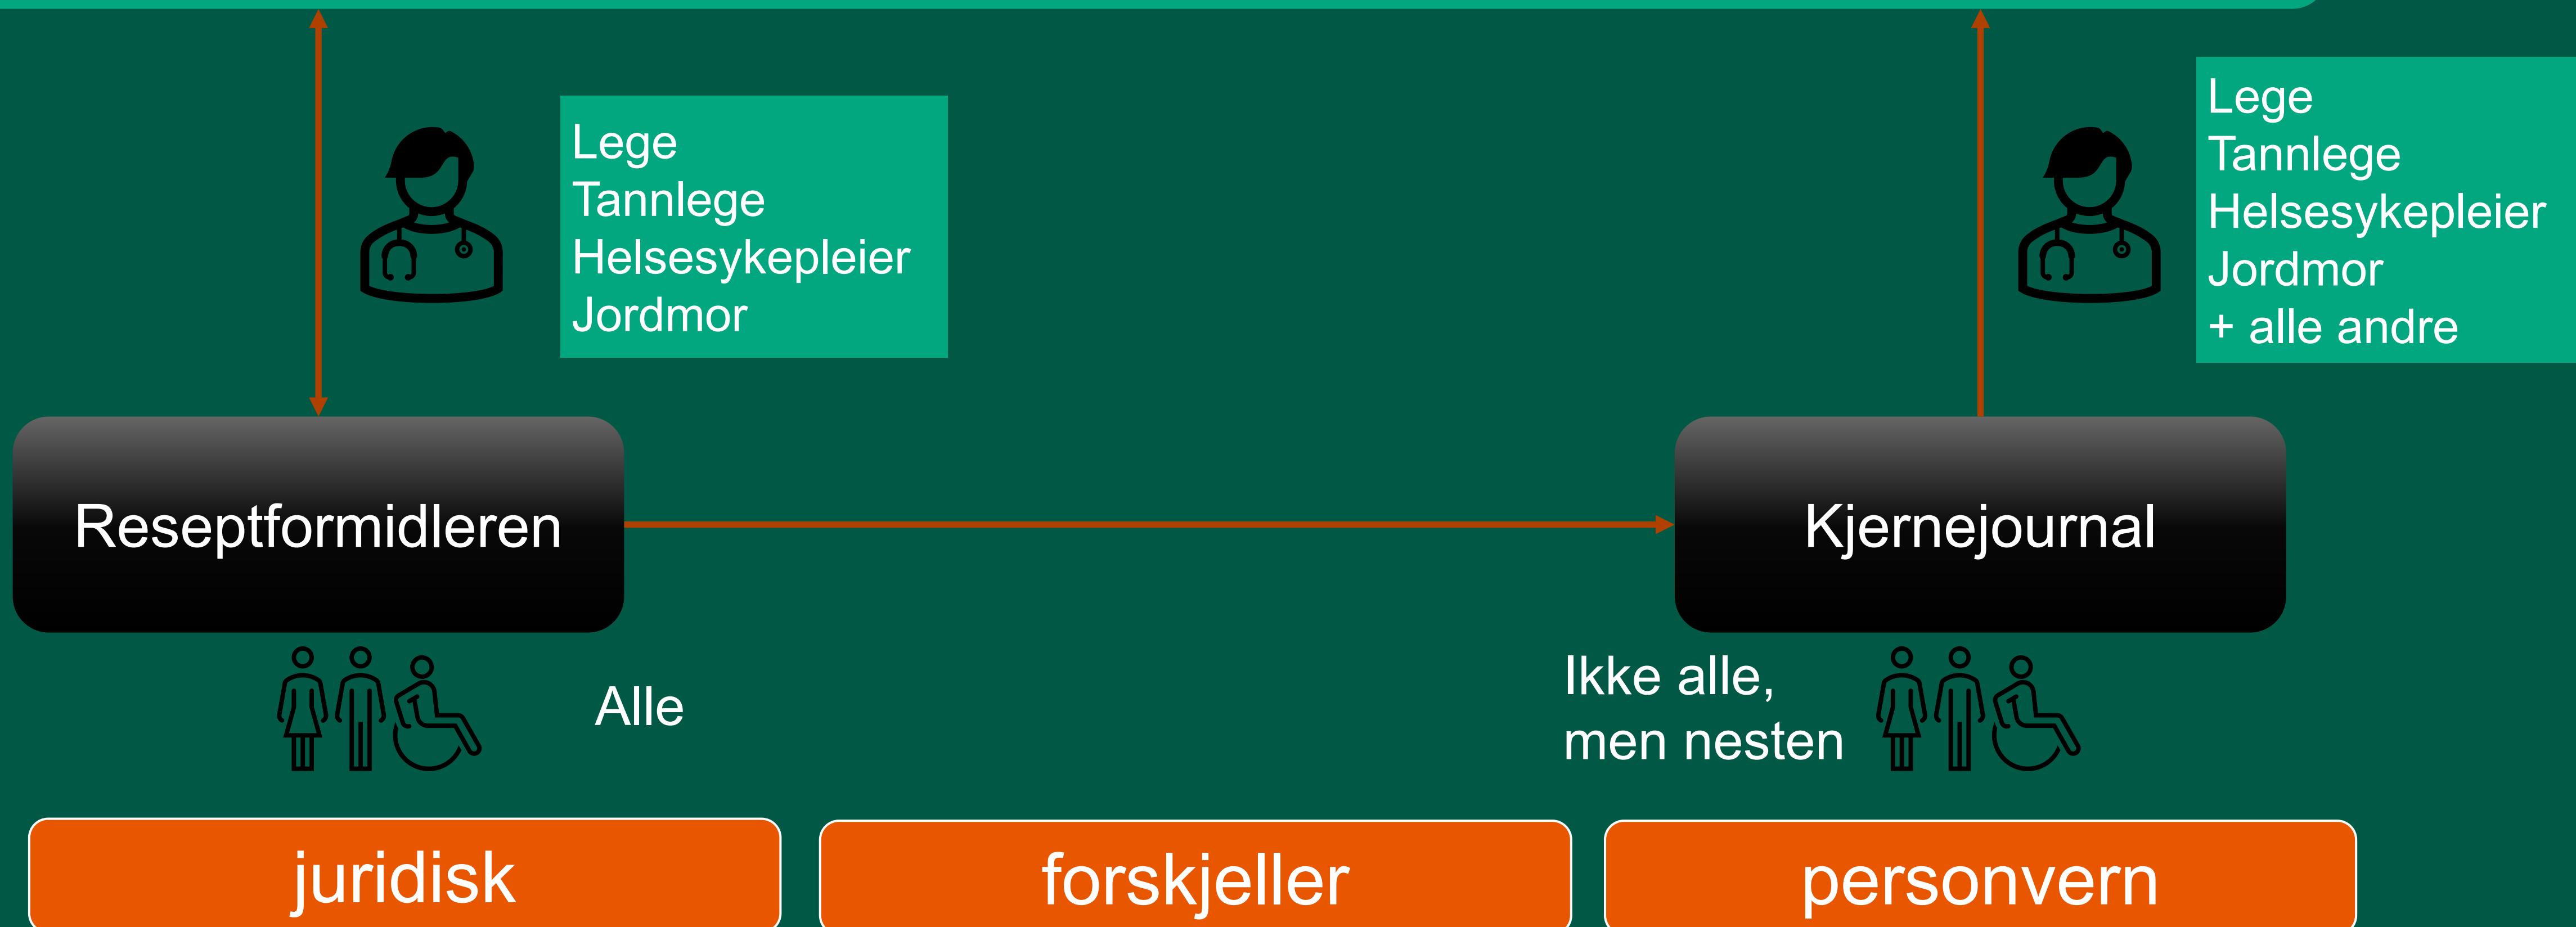 Lege
Tannlege
Helsesykepleier
Jordmor
Lege
Tannlege
Helsesykepleier
Jordmor
+ alle andre
Reseptformidleren
Kjernejournal
Alle
Ikke alle,
men nesten
juridisk
forskjeller
personvern